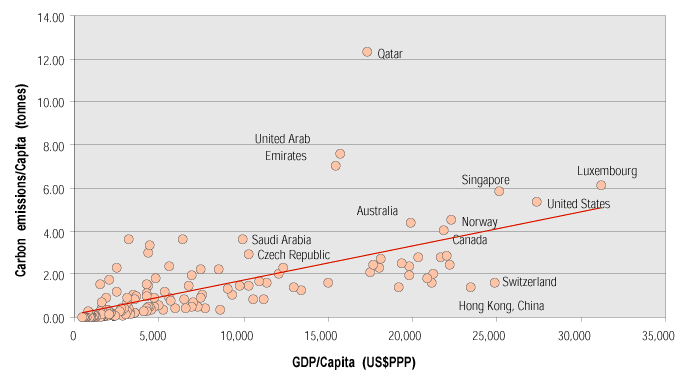 14.00
12.00
10.00
8.00
6.00
4.00
2.00
0.00
Carbon emissions/Capita (tonnes)
Qatar
United Arab
Emirates
Luxembourg
Singapore
United States
Australia
Norway
Canada
Saudi Arabia
Czech Republic
Switzerland
Hong Kong, China
0
5,000
10,000
15,000
20,000
25,000
30,000
35,000
GDP/Capita (US$PPP)